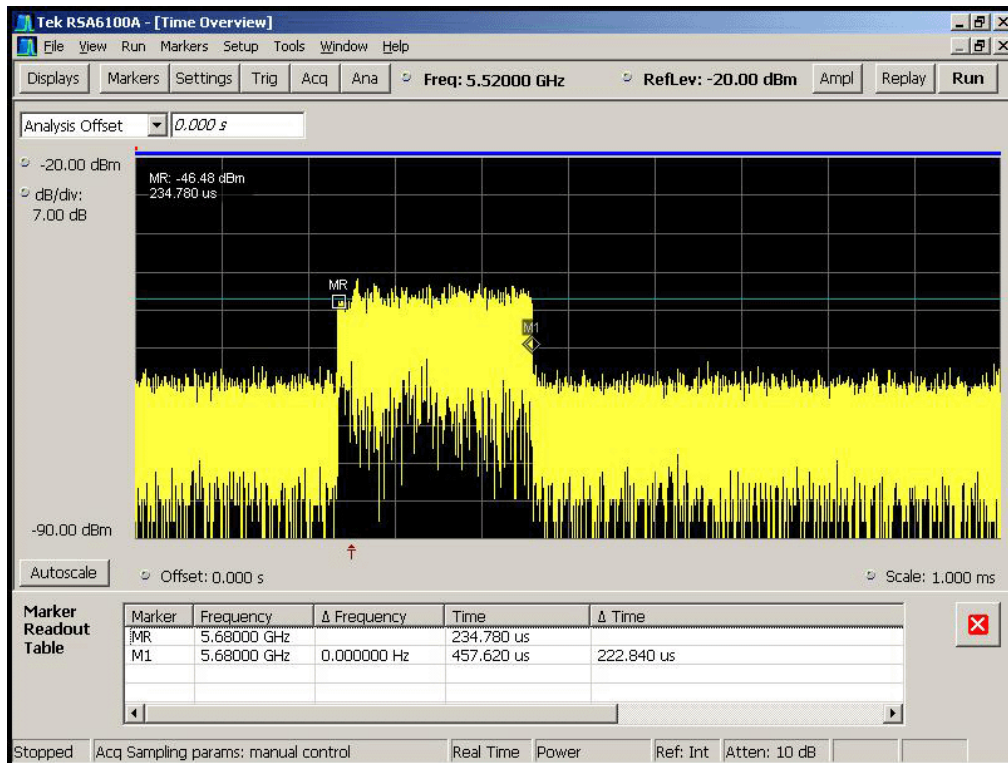 Tek RSA6100A - [Time Overview]
File View Run Markers Setup Tools Window Help
Displays Markers Settings Trig Acq Ana Freq: 5.52000 GHz RefLev: -20.00 dBm Ampl Replay Run
Analysis Offset 0.000 s
-20.00 dBm
dB/div:
7.00 dB
MR: -46.48 dBm
234.780 us
MR
M1
-90.00 dBm
Autoscale Offset: 0.000 s Scale: 1.000 ms
Marker
Readout
Table
Marker Frequency Δ Frequency Time Δ Time
MR 5.68000 GHz 234.780 us
M1 5.68000 GHz 0.000000 Hz 457.620 us 222.840 us
Stopped Acq Sampling params: manual control Real Time Power Ref: Int Atten: 10 dB